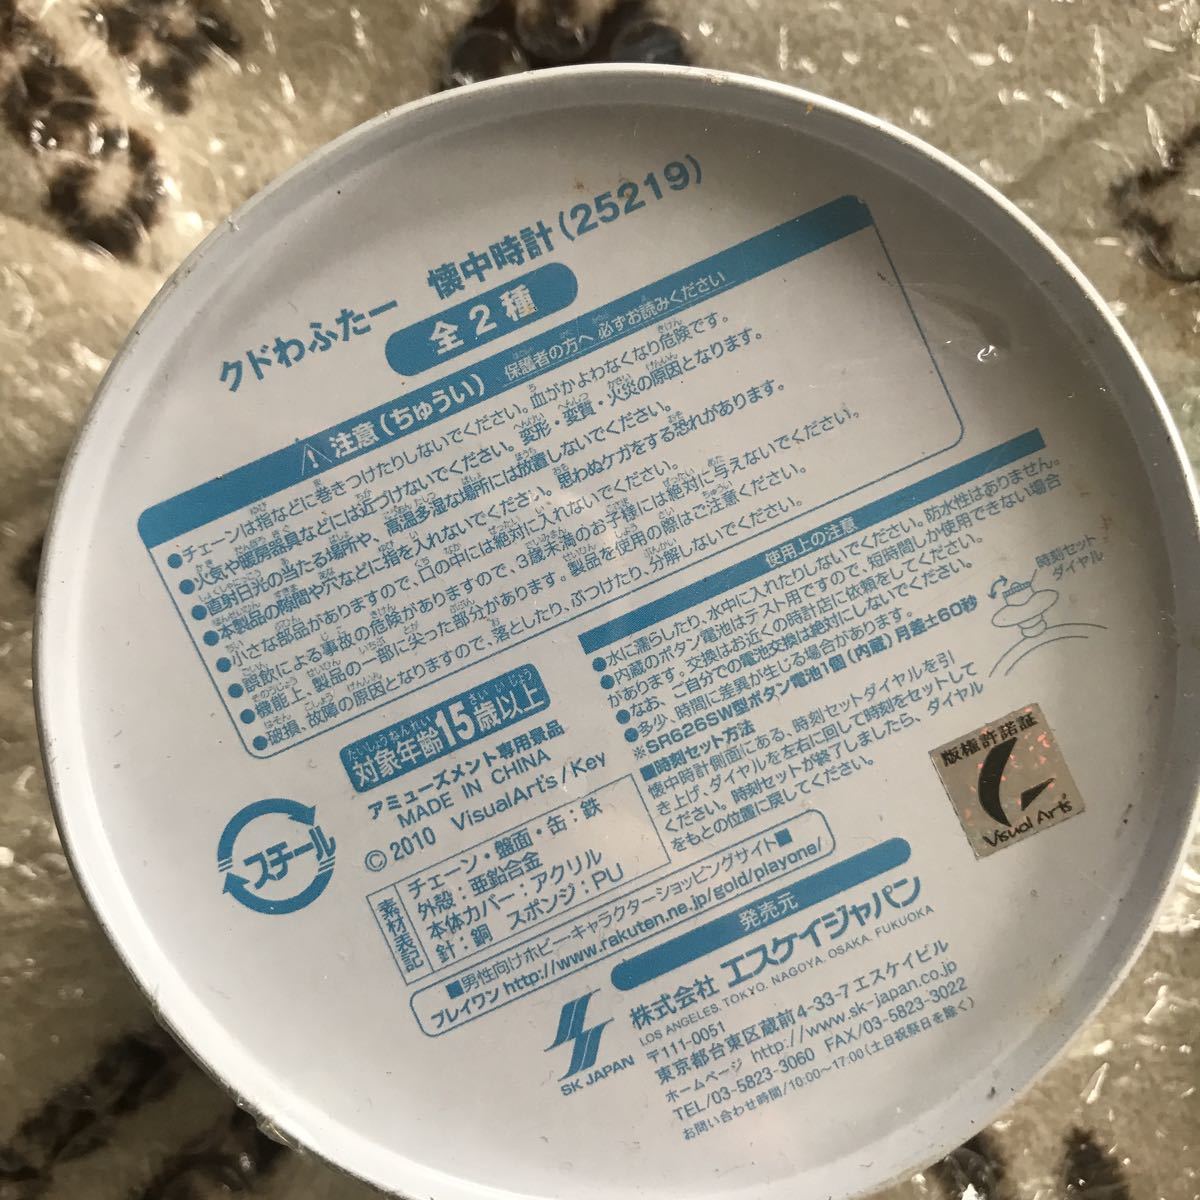 クドわふたー 懐中時計(25219)
全2種
注意(ちゅうい) 保護者の方へ 必ずお読みください
●チェーンは指などに巻きつけたりしないでください。血がかよわなくなり危険です。
●火気や暖房器具などには近づけないでください。変形・変質・火災の原因となります。
●直射日光の当たる場所や、高温多湿な場所には放置しないでください。
●本製品の隙間や穴などに指を入れないでください。思わぬケガをする恐れがあります。
●小さな部品がありますので、口の中には絶対に入れないでください。
誤飲による事故の危険がありますので、3歳未満のお子様には絶対に与えないでください。
●機能上、製品の一部に尖った部分があります。製品を使用の際はご注意ください。
●破損、故障の原因となりますので、落としたり、ぶつけたり、分解しないでください。
たいしょうねんれい さい いじょう
対象年齢15歳以上
アミューズメント専用景品
MADE IN CHINA
©2010 VisualArt's/Key
スチール
素材表記
チェーン・盤面・缶:鉄
外殻:亜鉛合金
本体カバー:アクリル
針:銅 スポンジ:PU
使用上の注意
●水に濡らしたり、水中に入れたりしないでください。防水性はありません。
●内蔵のボタン電池はテスト用ですので、短時間しか使用できない場合
があります。交換はお近くの時計店に依頼をしてください。
なお、ご自分での電池交換は絶対にしないでください。
●多少、時間に差異が生じる場合があります。
※SR626SW型ボタン電池1個(内蔵)月差±60秒
■時刻セット方法
懐中時計側面にある、時刻セットダイヤルを引
き上げ、ダイヤルを左右に回して時刻をセットして
ください。時刻セットが終了しましたら、ダイヤル
をもとの位置に戻してください。
時刻セット
ダイヤル
版権許諾証
Visual Art's
■男性向けホビーキャラクターショッピングサイト■
プレイワン http://www.rakuten.ne.jp/gold/playone/
発売元
株式会社 エスケイジャパン
LOS ANGELES. TOKYO. NAGOYA. OSAKA. FUKUOKA
SK JAPAN
〒111-0051
東京都台東区蔵前4-33-7 エスケイビル
ホームページ http://www.sk-japan.co.jp
TEL/03-5823-3060 FAX/03-5823-3022
お問い合わせ時間/10:00~17:00(土日祝祭日を除く)